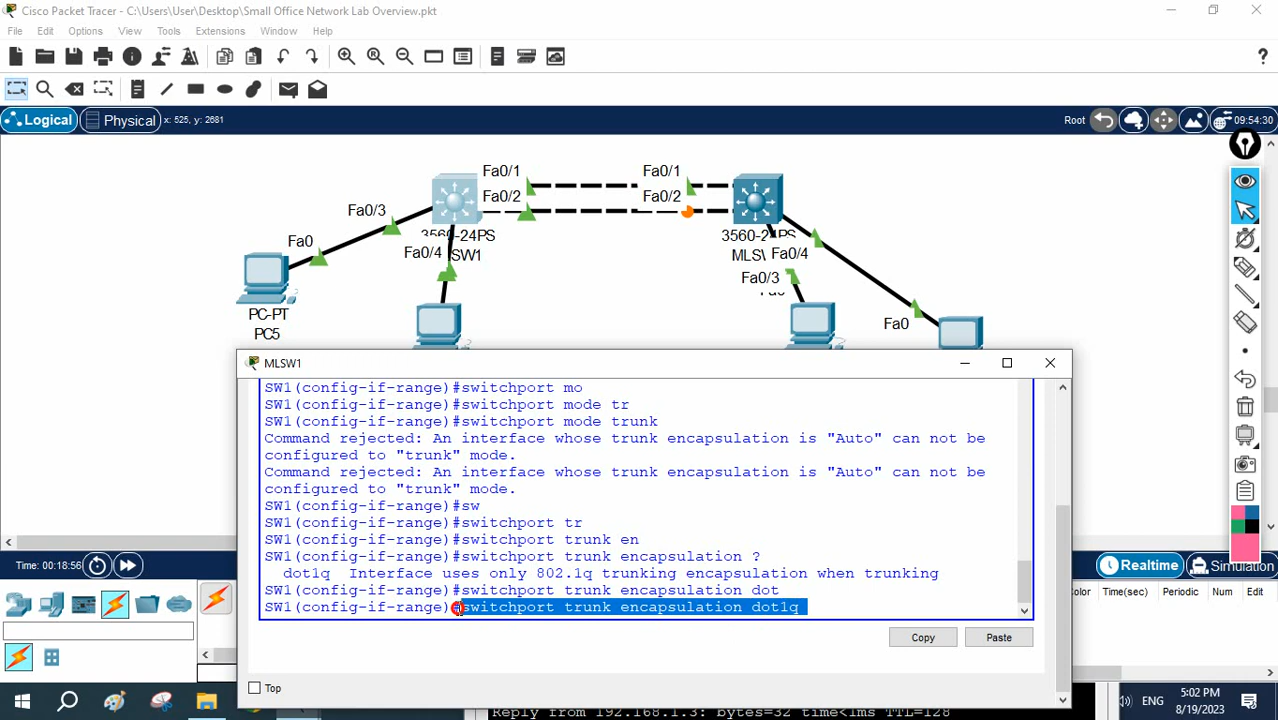 Cisco Packet Tracer - C:\Users\User\Desktop\Small Office Network Lab Overview.pkt
File Edit Options View Tools Extensions Window Help
Logical Physical x: 525, y: 2681 Root 09:54:30
Fa0/1 Fa0/1
Fa0/2 Fa0/2
Fa0/3
3560-24PS 3560-24PS
Fa0 Fa0/4 SW1 Fa0/4
Fa0/3
PC-PT Fa0
PC5
MLSW1
SW1(config-if-range)#switchport mo
SW1(config-if-range)#switchport mode tr
SW1(config-if-range)#switchport mode trunk
Command rejected: An interface whose trunk encapsulation is "Auto" can not be
configured to "trunk" mode.
Command rejected: An interface whose trunk encapsulation is "Auto" can not be
configured to "trunk" mode.
SW1(config-if-range)#sw
SW1(config-if-range)#switchport tr
SW1(config-if-range)#switchport trunk en
SW1(config-if-range)#switchport trunk encapsulation ?
dot1q Interface uses only 802.1q trunking encapsulation when trunking
SW1(config-if-range)#switchport trunk encapsulation dot
SW1(config-if-range)#switchport trunk encapsulation dot1q
Copy Paste
Top
Time: 00:18:56 Realtime Simulation
Color Time(sec) Periodic Num Edit
Reply from 192.168.1.3: bytes=32 time<1ms TTL=128
ENG 5:02 PM
8/19/2023